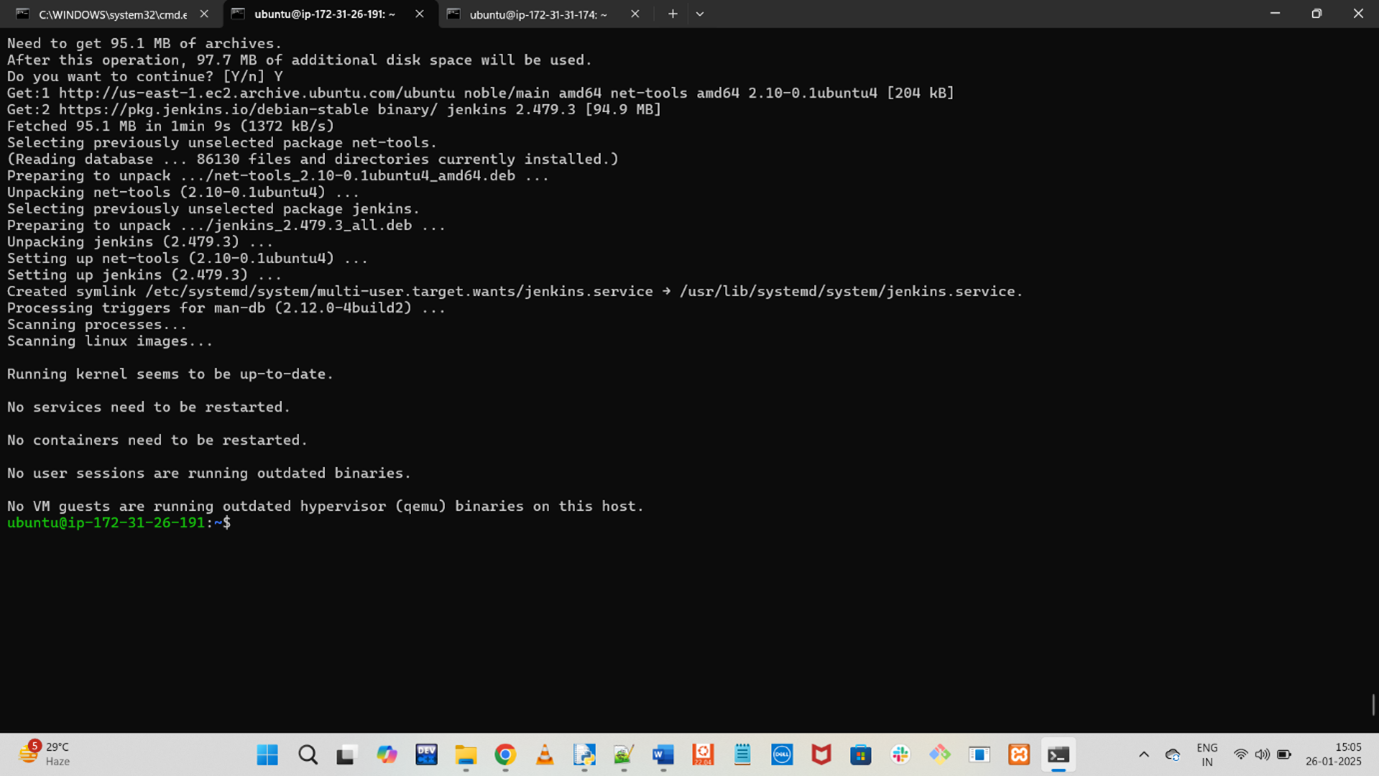 C:\WINDOWS\system32\cmd.e
ubuntu@ip-172-31-26-191: ~
ubuntu@ip-172-31-31-174: ~
Need to get 95.1 MB of archives.
After this operation, 97.7 MB of additional disk space will be used.
Do you want to continue? [Y/n] Y
Get:1 http://us-east-1.ec2.archive.ubuntu.com/ubuntu noble/main amd64 net-tools amd64 2.10-0.1ubuntu4 [204 kB]
Get:2 https://pkg.jenkins.io/debian-stable binary/ jenkins 2.479.3 [94.9 MB]
Fetched 95.1 MB in 1min 9s (1372 kB/s)
Selecting previously unselected package net-tools.
(Reading database ... 86130 files and directories currently installed.)
Preparing to unpack .../net-tools_2.10-0.1ubuntu4_amd64.deb ...
Unpacking net-tools (2.10-0.1ubuntu4) ...
Selecting previously unselected package jenkins.
Preparing to unpack .../jenkins_2.479.3_all.deb ...
Unpacking jenkins (2.479.3) ...
Setting up net-tools (2.10-0.1ubuntu4) ...
Setting up jenkins (2.479.3) ...
Created symlink /etc/systemd/system/multi-user.target.wants/jenkins.service → /usr/lib/systemd/system/jenkins.service.
Processing triggers for man-db (2.12.0-4build2) ...
Scanning processes...
Scanning linux images...
Running kernel seems to be up-to-date.
No services need to be restarted.
No containers need to be restarted.
No user sessions are running outdated binaries.
No VM guests are running outdated hypervisor (qemu) binaries on this host.
ubuntu@ip-172-31-26-191:~$
5
29°C
Haze
DEV
22.04
DELL
ENG
IN
15:05
26-01-2025